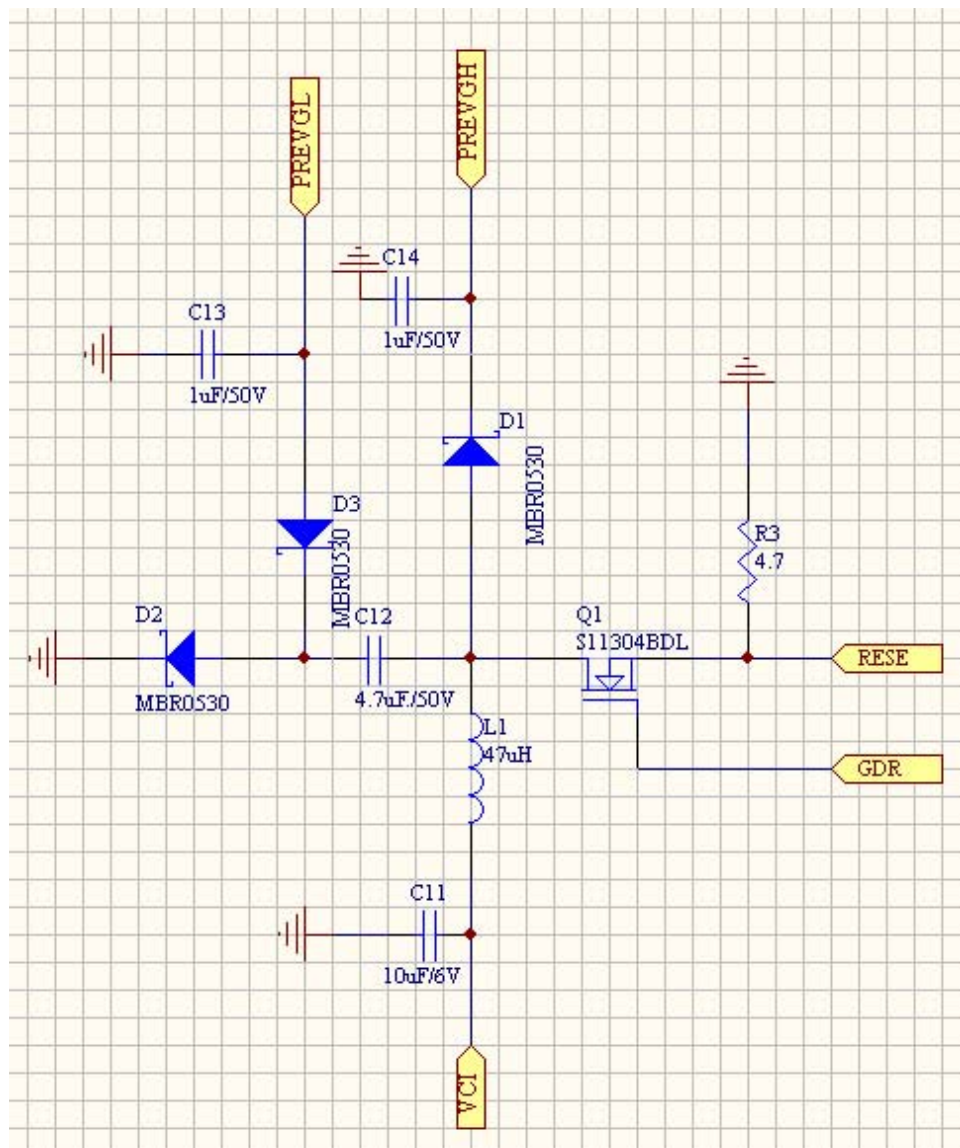 PREVGL
PREVGH
C14
1uF/50V
C13
1uF/50V
D1
MBR0530
D3
MBR0530
R3
4.7
D2
MBR0530
C12
4.7uF/50V
Q1
S11304BDL
RESE
L1
47uH
GDR
C11
10uF/6V
VCI